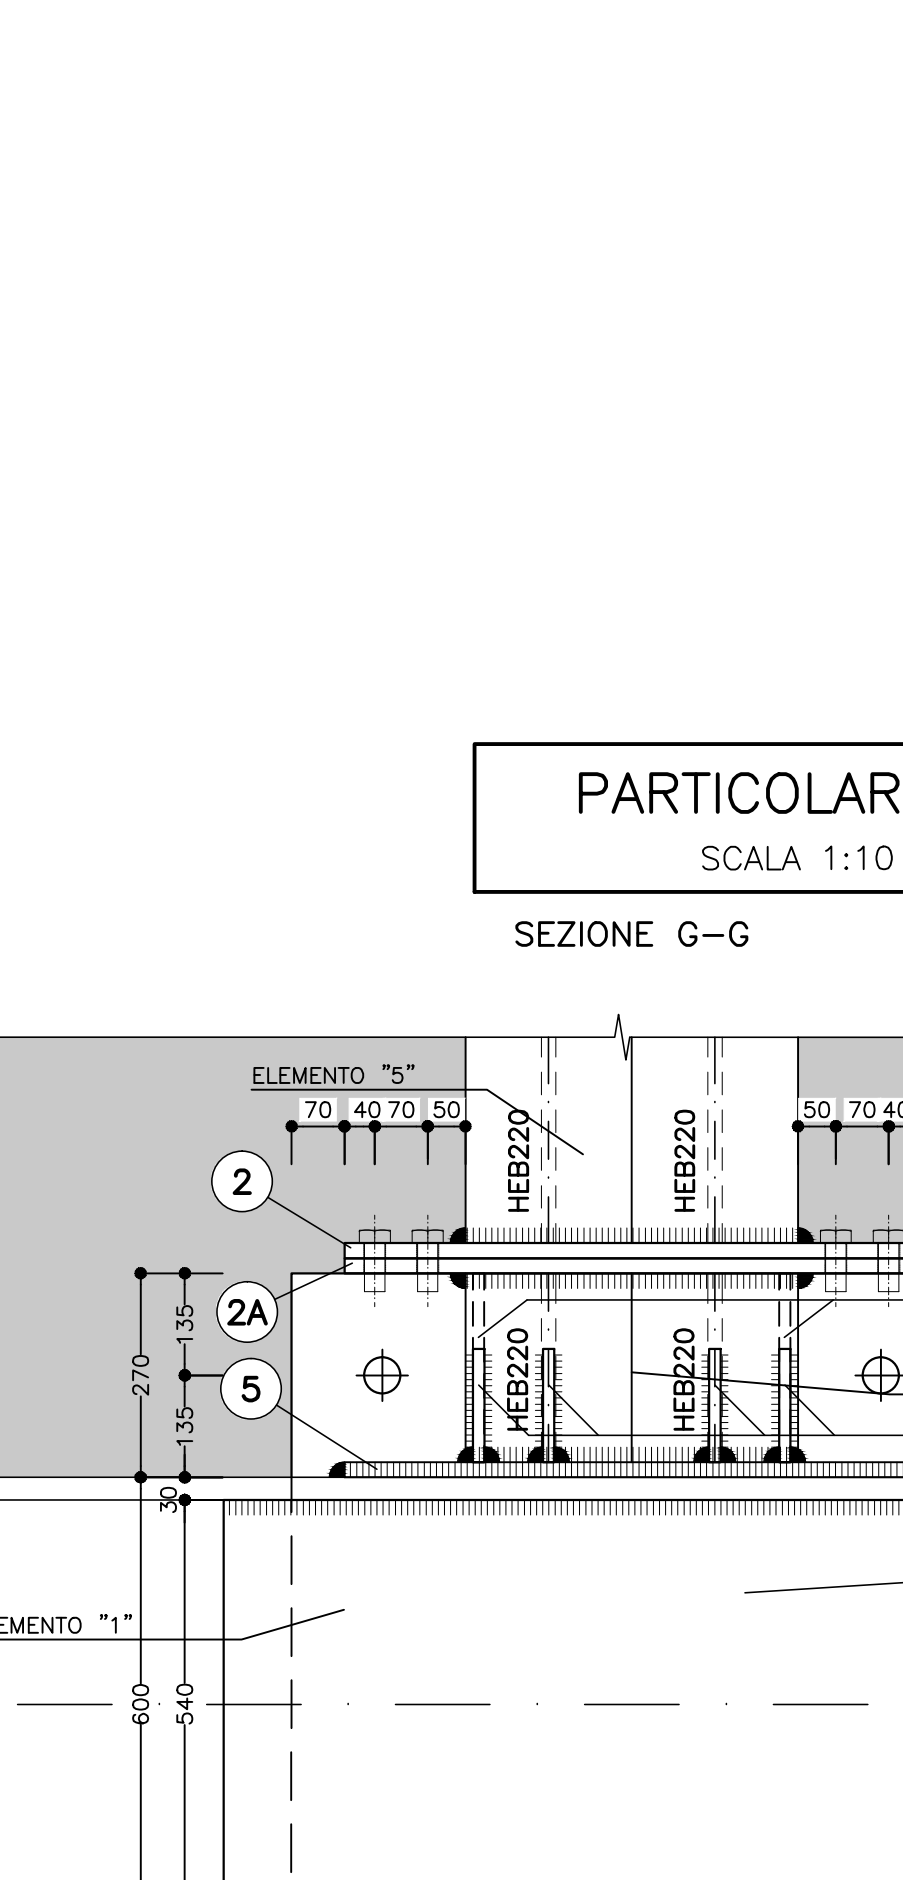 PARTICOLAR
SCALA 1:10
SEZIONE G-G
ELEMENTO "5"
70 40 70 50
50 70 40
HEB220
HEB220
2
2A
5
135
270
135
30
HEB220
HEB220
EMENTO "1"
600
540